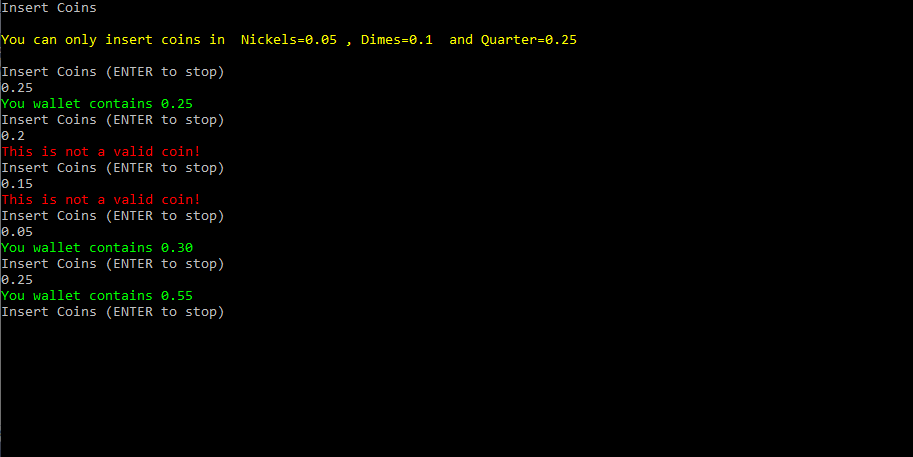 Insert Coins
You can only insert coins in  Nickels=0.05 , Dimes=0.1  and Quarter=0.25
Insert Coins (ENTER to stop)
0.25
You wallet contains 0.25
Insert Coins (ENTER to stop)
0.2
This is not a valid coin!
Insert Coins (ENTER to stop)
0.15
This is not a valid coin!
Insert Coins (ENTER to stop)
0.05
You wallet contains 0.30
Insert Coins (ENTER to stop)
0.25
You wallet contains 0.55
Insert Coins (ENTER to stop)